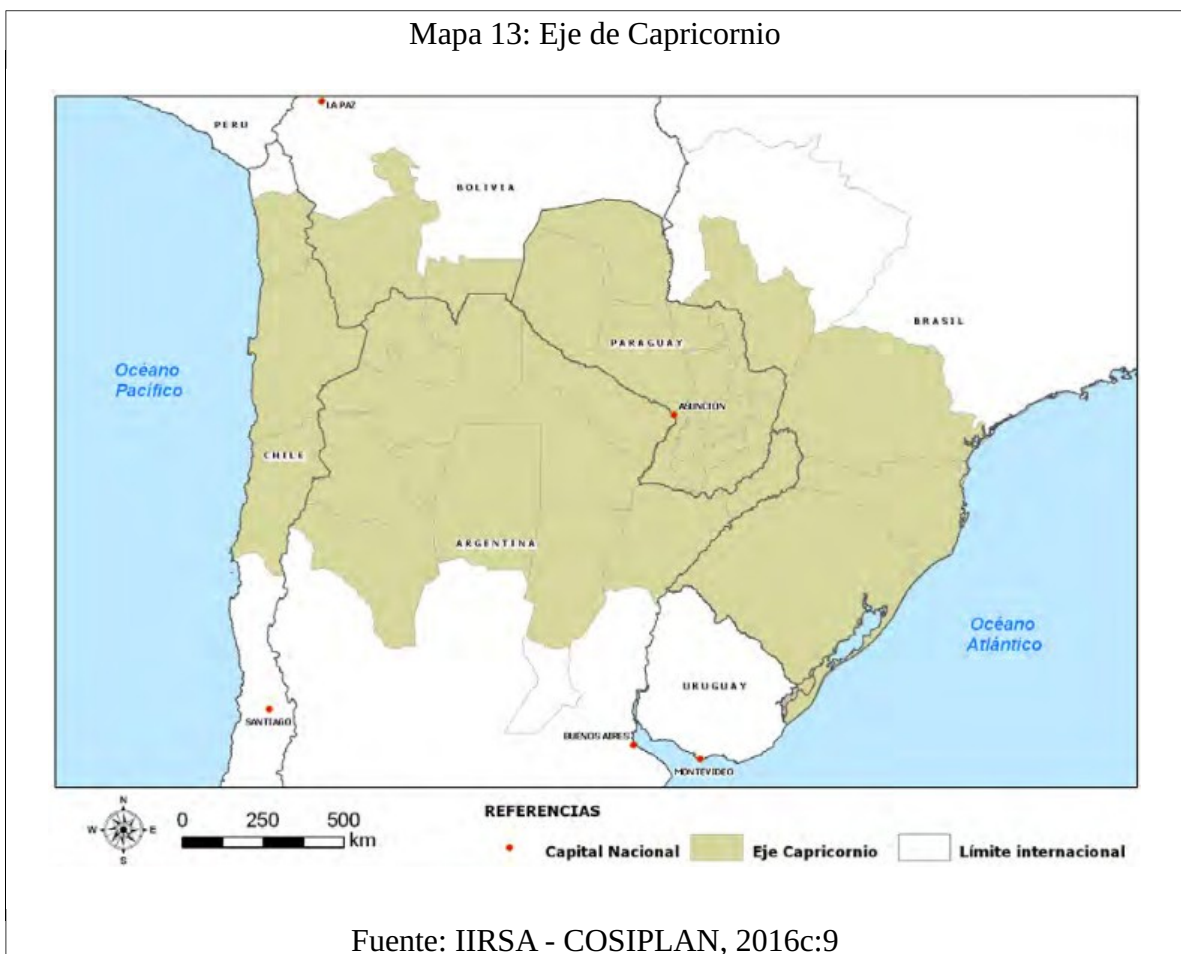 Mapa 13: Eje de Capricornio
LA PAZ
PERU
BOLIVIA
BRASIL
PARAGUAY
Océano
Pacífico
ASUNCIÓN
CHILE
ARGENTINA
Océano
Atlántico
URUGUAY
SANTIAGO
BUENOS AIRES
MONTEVIDEO
REFERENCIAS
N
W
E
S
0 250 500
km
Capital Nacional
Eje Capricornio
Límite internacional
Fuente: IIRSA - COSIPLAN, 2016c:9